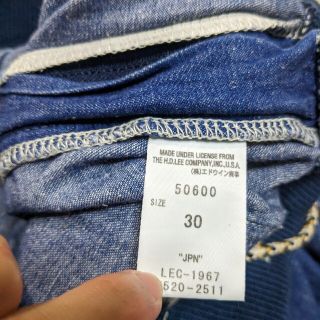 MADE UNDER LICENSE FROM
THE H.D.LEE COMPANY,INC.,U.S.A.
(株)エドウイン商事
50600
SIZE
30
"JPN"
LEC-1967
520-2511